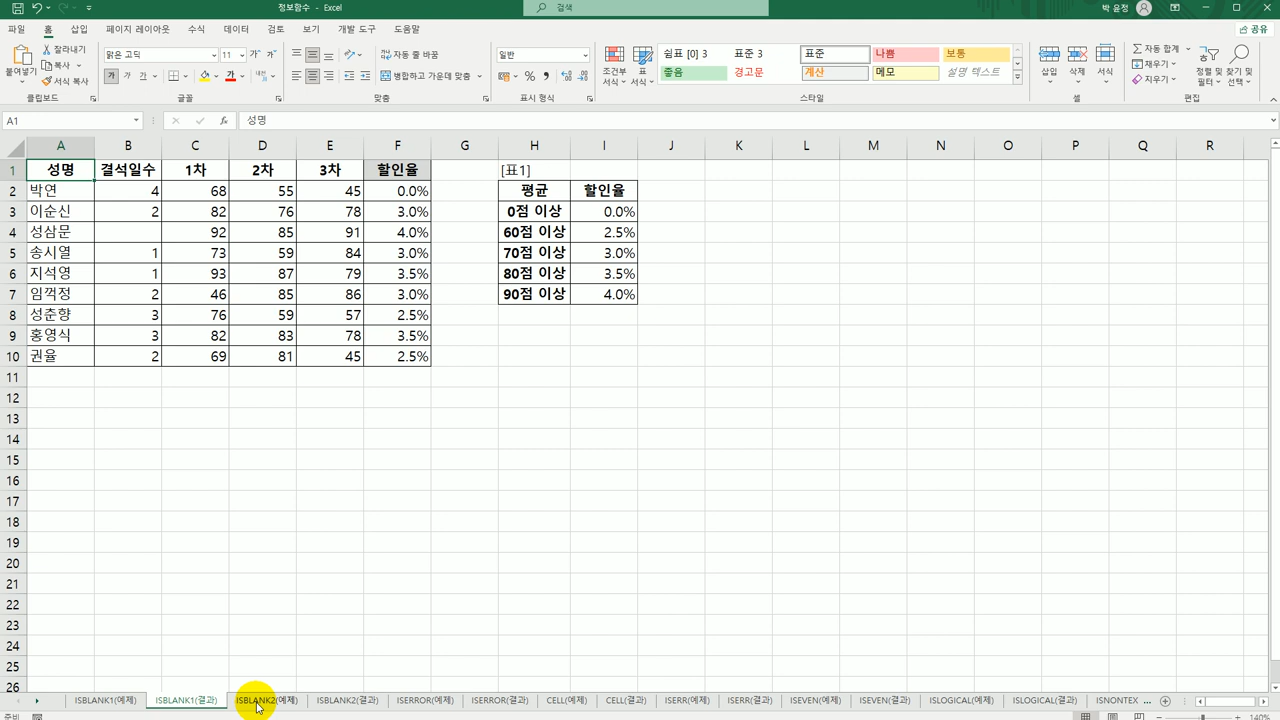 정보함수 - Excel
검색
박 윤정
파일 홈 삽입 페이지 레이아웃 수식 데이터 검토 보기 개발 도구 도움말
공유
붙여넣기
잘라내기
복사
서식 복사
클립보드
맑은 고딕 11
가 가 가
글꼴
자동 줄 바꿈
병합하고 가운데 맞춤
맞춤
일반
표시 형식
조건부 서식
표 서식
쉼표 [0] 3 표준 3 표준 나쁨 보통
좋음 경고문 계산 메모 설명 텍스트
스타일
삽입 삭제 서식
셀
자동 합계
채우기
지우기
정렬 및 필터
찾기 및 선택
편집
A1 fx 성명
A B C D E F G H I J K L M N O P Q R
1 성명 결석일수 1차 2차 3차 할인율 [표1]
2 박연 4 68 55 45 0.0% 평균 할인율
3 이순신 2 82 76 78 3.0% 0점 이상 0.0%
4 성삼문 92 85 91 4.0% 60점 이상 2.5%
5 송시열 1 73 59 84 3.0% 70점 이상 3.0%
6 지석영 1 93 87 79 3.5% 80점 이상 3.5%
7 임꺽정 2 46 85 86 3.0% 90점 이상 4.0%
8 성춘향 3 76 59 57 2.5%
9 홍영식 3 82 83 78 3.5%
10 권율 2 69 81 45 2.5%
11
12
13
14
15
16
17
18
19
20
21
22
23
24
25
26
ISBLANK1(예제) ISBLANK1(결과) ISBLANK2(예제) ISBLANK2(결과) ISERROR(예제) ISERROR(결과) CELL(예제) CELL(결과) ISERR(예제) ISERR(결과) ISEVEN(예제) ISEVEN(결과) ISLOGICAL(예제) ISLOGICAL(결과) ISNONTEX ...
준비
140%